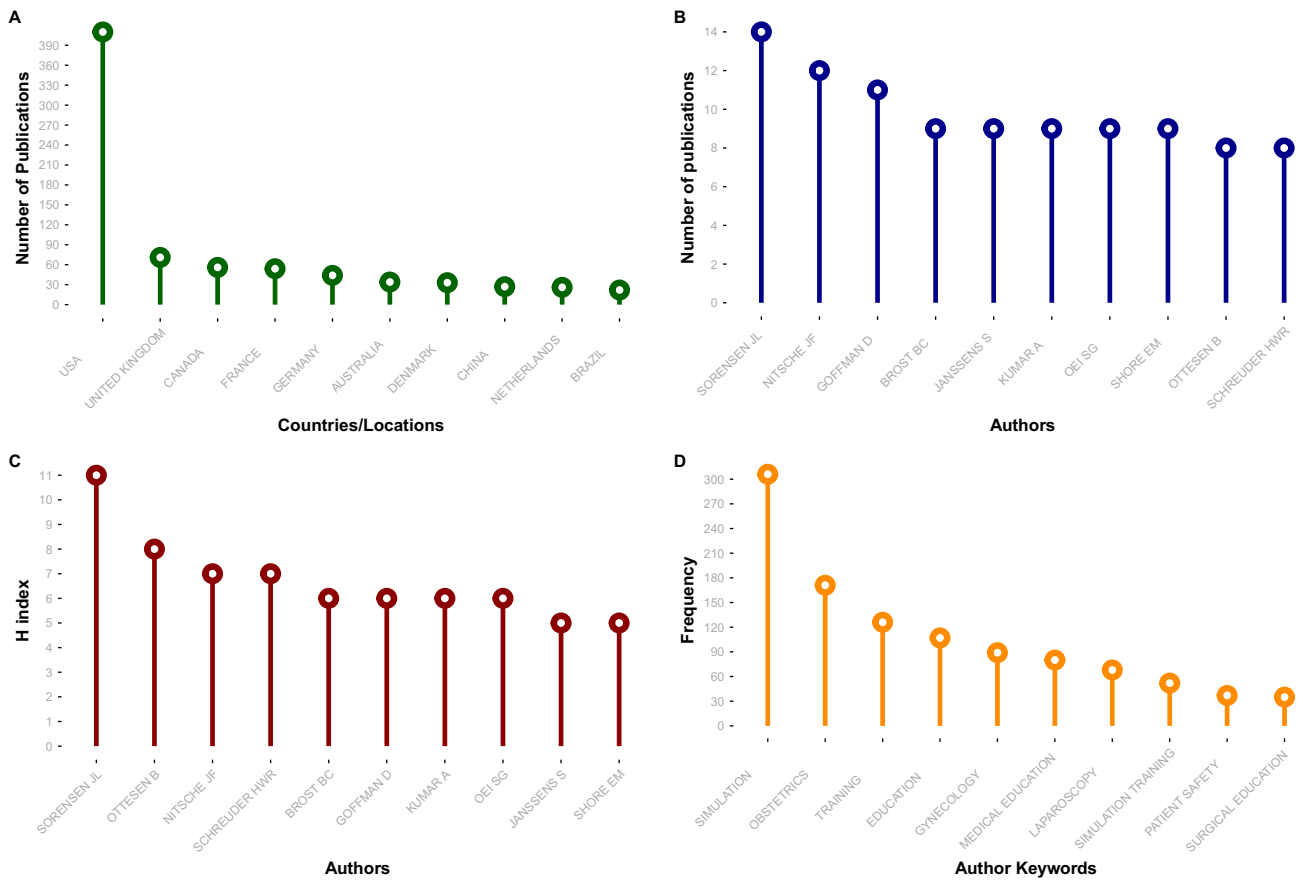 A
Number of Publications
390
360
330
300
270
240
210
180
150
120
90
60
30
0
USA
UNITED KINGDOM
CANADA
FRANCE
GERMANY
AUSTRALIA
DENMARK
CHINA
NETHERLANDS
BRAZIL
Countries/Locations
B
Number of publications
14
12
10
8
6
4
2
0
SORENSEN JL
NITSCHE JF
GOFFMAN D
BROST BC
JANSSENS S
KUMAR A
OEI SG
SHORE EM
OTTESEN B
SCHREUDER HWR
Authors
C
H index
11
10
9
8
7
6
5
4
3
2
1
0
SORENSEN JL
OTTESEN B
NITSCHE JF
SCHREUDER HWR
BROST BC
GOFFMAN D
KUMAR A
OEI SG
JANSSENS S
SHORE EM
Authors
D
Frequency
300
270
240
210
180
150
120
90
60
30
0
SIMULATION
OBSTETRICS
TRAINING
EDUCATION
GYNECOLOGY
MEDICAL EDUCATION
LAPAROSCOPY
SIMULATION TRAINING
PATIENT SAFETY
SURGICAL EDUCATION
Author Keywords